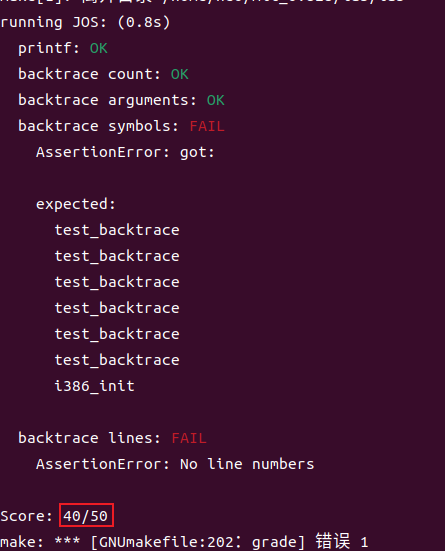 running JOS: (0.8s)
printf: OK
backtrace count: OK
backtrace arguments: OK
backtrace symbols: FAIL
AssertionError: got:
expected:
test_backtrace
test_backtrace
test_backtrace
test_backtrace
test_backtrace
test_backtrace
i386_init
backtrace lines: FAIL
AssertionError: No line numbers
Score: 40/50
make: *** [GNUmakefile:202：grade] 错误 1